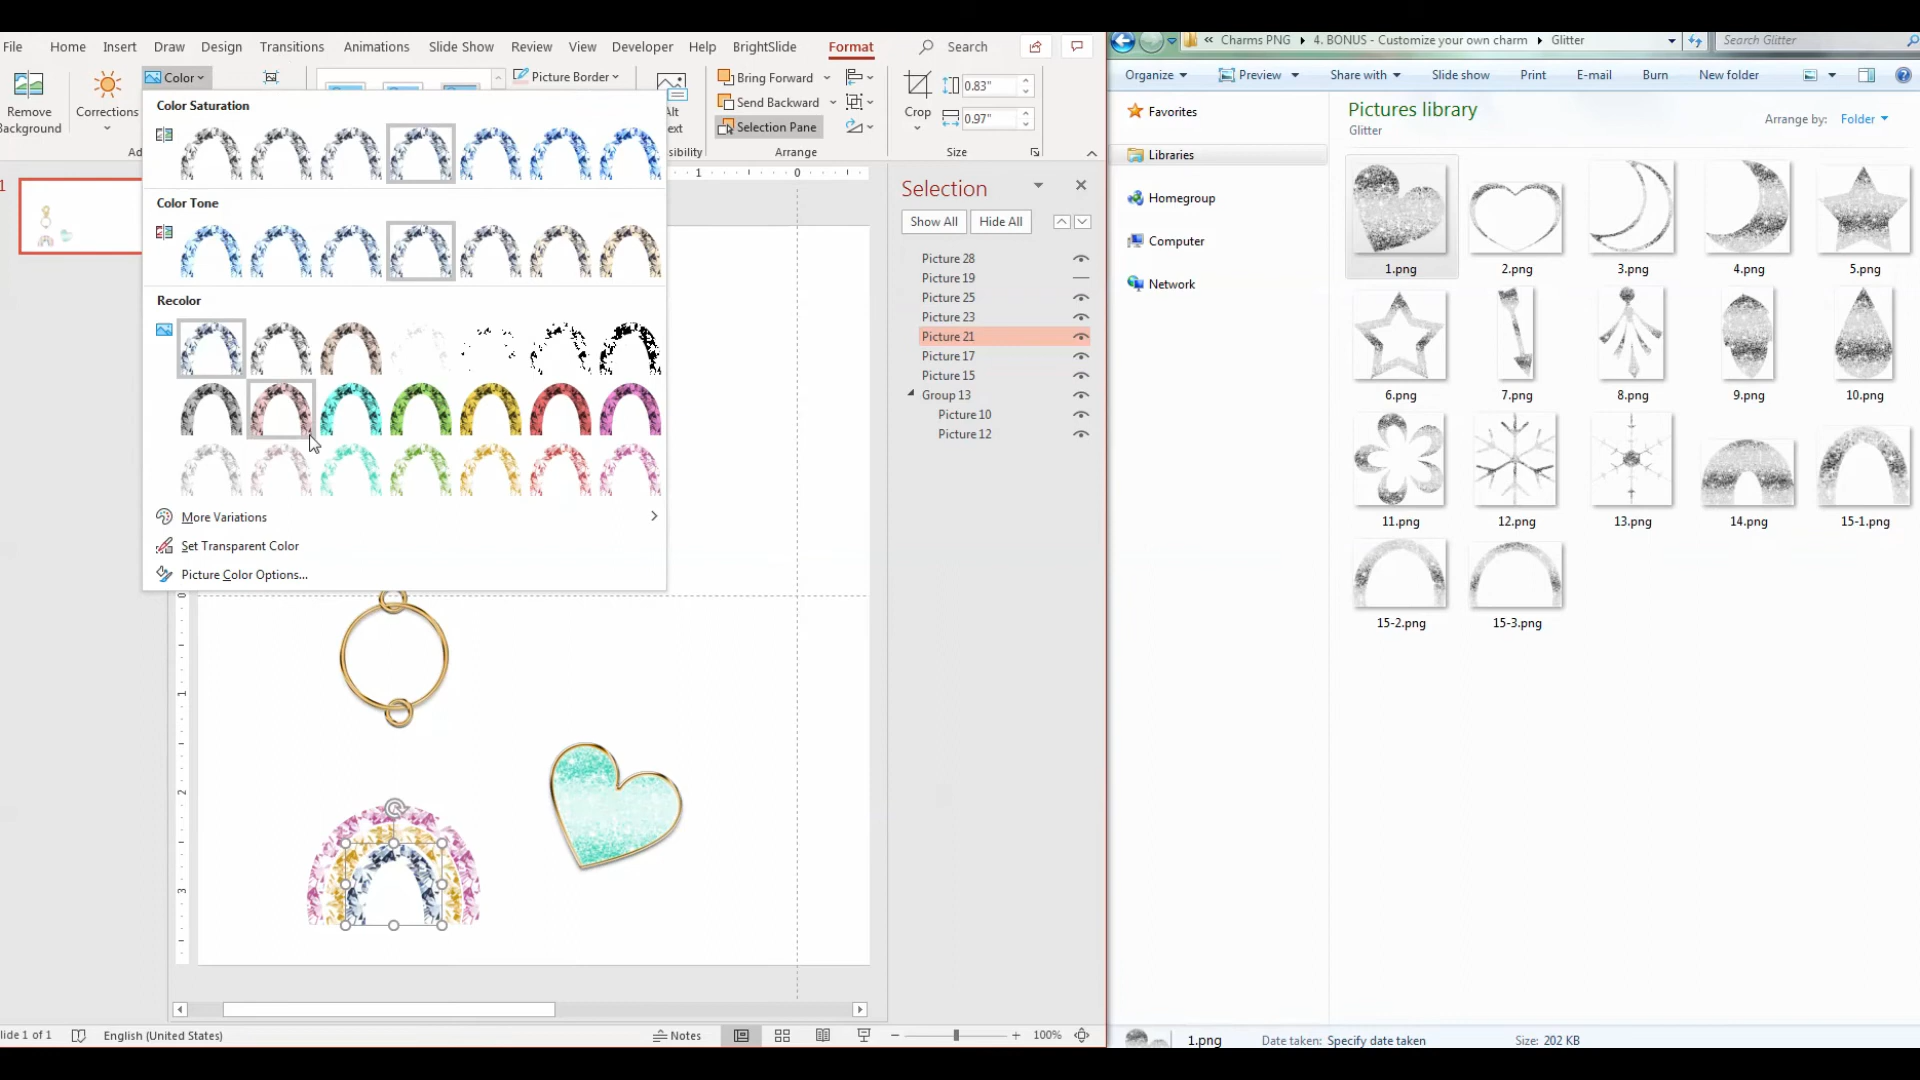 File Home Insert Draw Design Transitions Animations Slide Show Review View Developer Help BrightSlide Format Search
Remove
Background
Corrections
Color
Picture Border
Bring Forward
Send Backward
Selection Pane
Crop
0.83"
0.97"
Arrange
Size
Color Saturation
Color Tone
Recolor
More Variations
Set Transparent Color
Picture Color Options...
1
1 0
0
1
2
3
Selection
Show All Hide All
Picture 28
Picture 19
Picture 25
Picture 23
Picture 21
Picture 17
Picture 15
Group 13
Picture 10
Picture 12
English (United States)
Notes
100%
« Charms PNG 4. BONUS - Customize your own charm Glitter
Search Glitter
Organize Preview Share with Slide show Print E-mail Burn New folder
Favorites
Libraries
Homegroup
Computer
Network
Pictures library
Glitter
Arrange by: Folder
1.png 2.png 3.png 4.png 5.png
6.png 7.png 8.png 9.png 10.png
11.png 12.png 13.png 14.png 15-1.png
15-2.png 15-3.png
1.png Date taken: Specify date taken Size: 202 KB